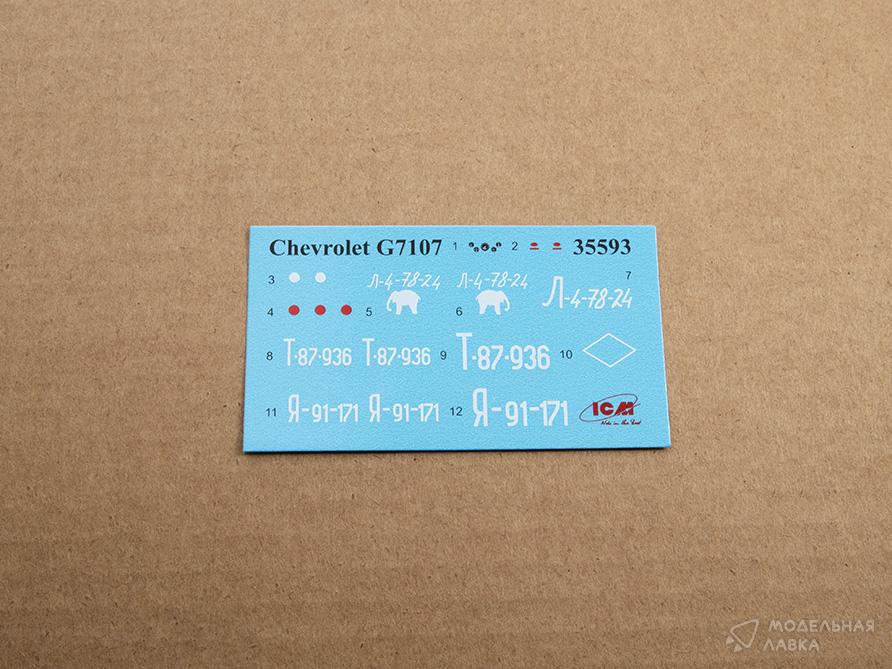 Chevrolet G7107 1 2 35593
3 Л-4-78-24 Л-4-78-24 7
4 5 6 Л-4-78-24
8 Т-87-936 Т-87-936 9 Т-87-936 10
11 Я-91-171 Я-91-171 12 Я-91-171 ICM
МОДЕЛЬНАЯ
ЛАВКА